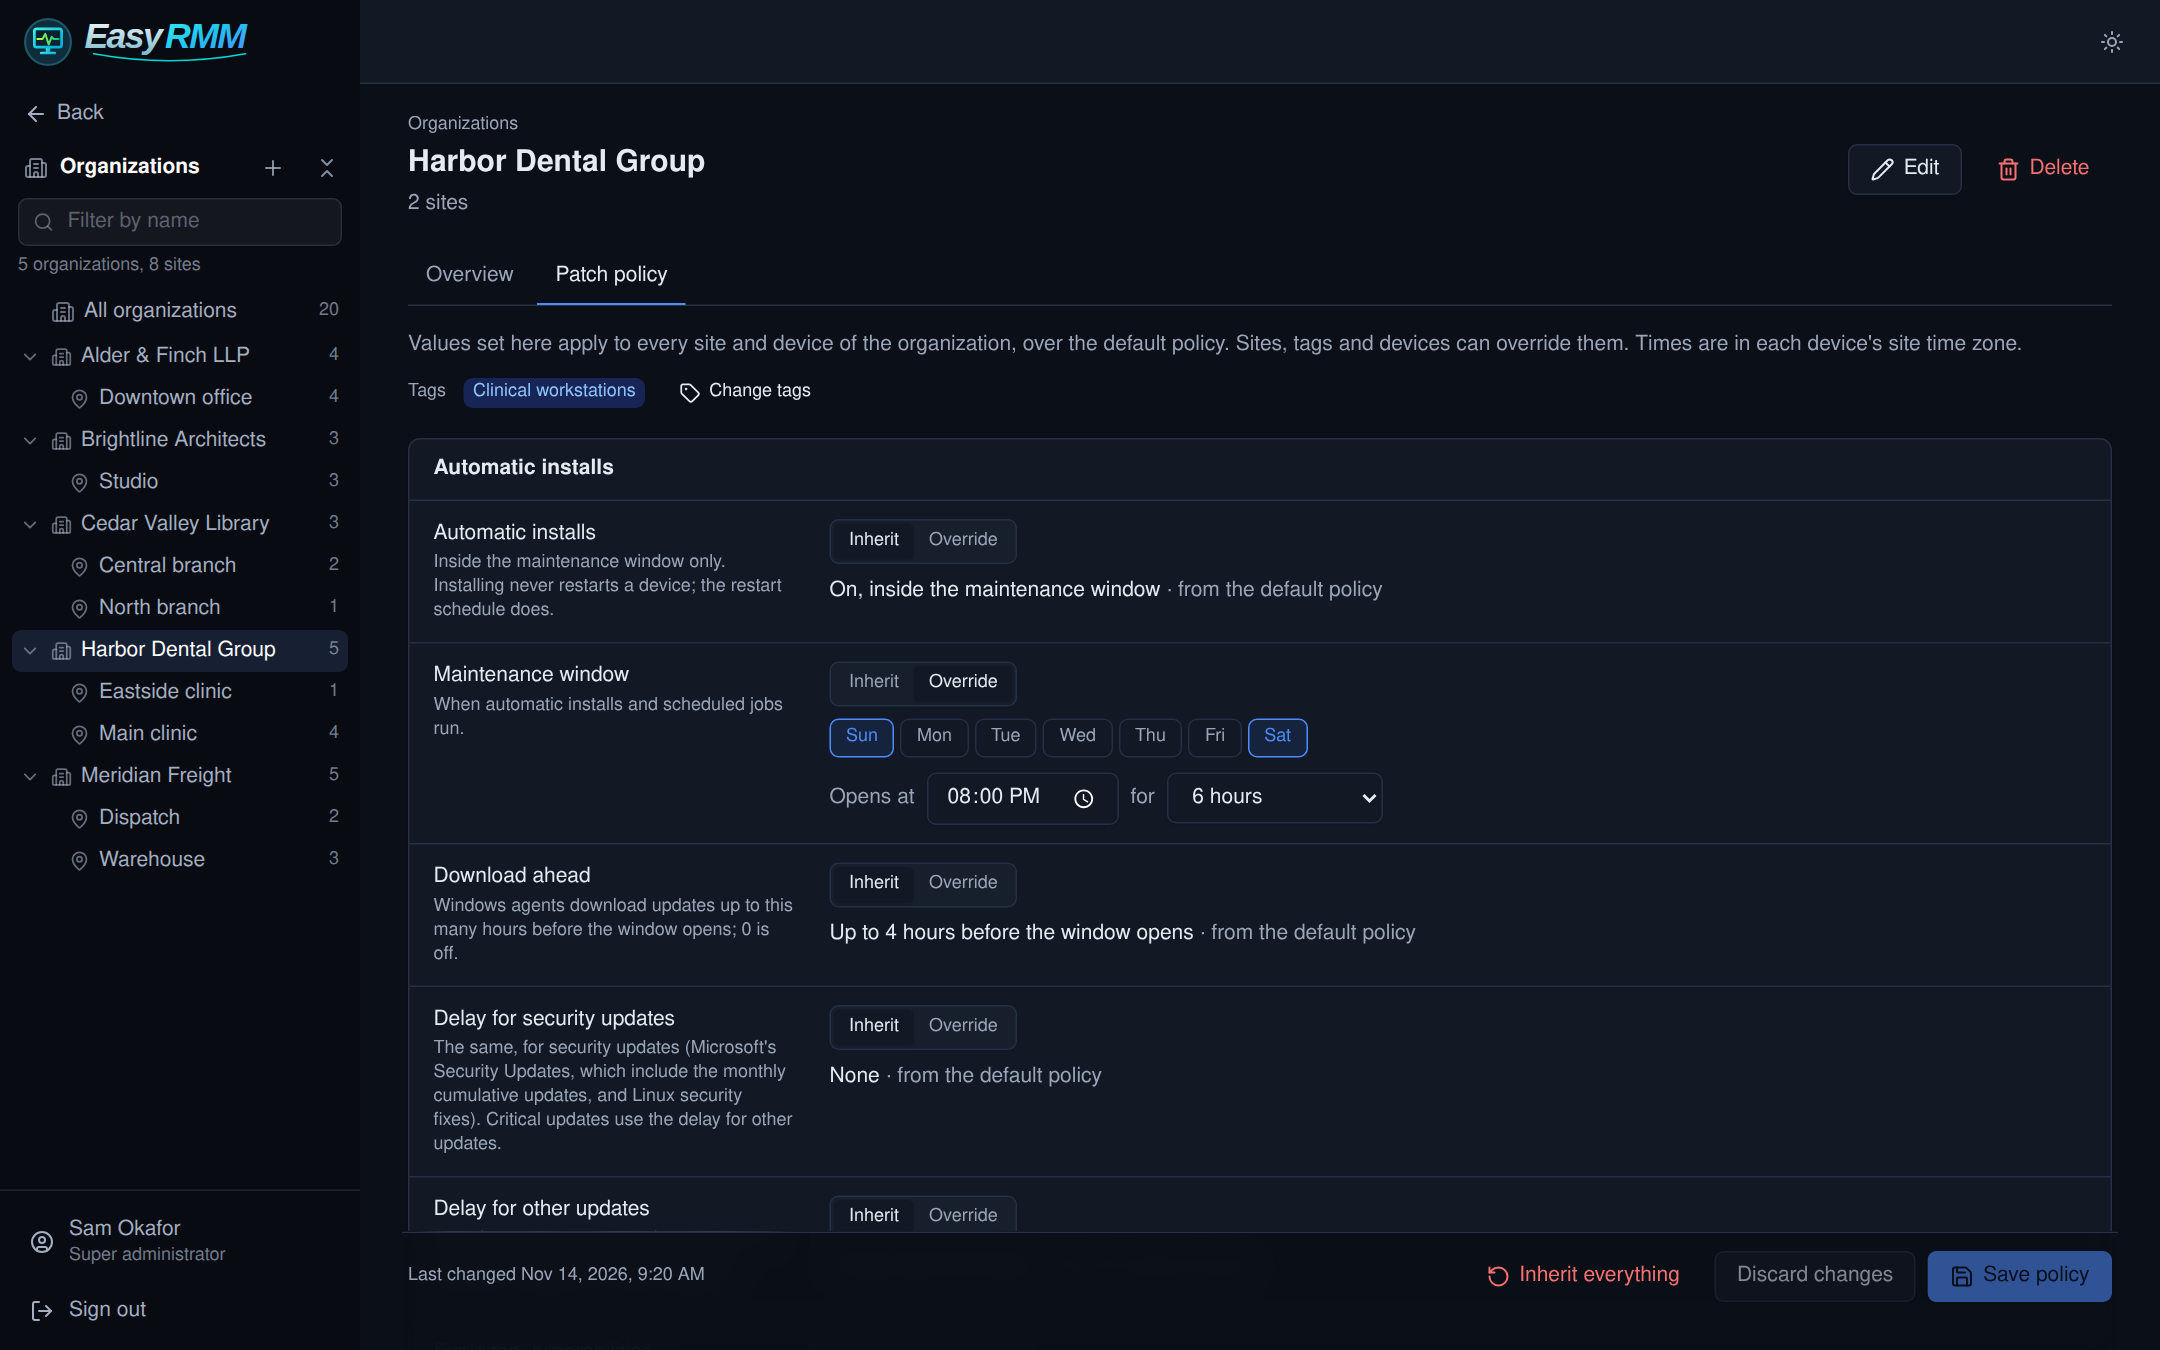 EasyRMM
Back
Organizations
Filter by name
5 organizations, 8 sites
All organizations 20
Alder & Finch LLP 4
Downtown office 4
Brightline Architects 3
Studio 3
Cedar Valley Library 3
Central branch 2
North branch 1
Harbor Dental Group 5
Eastside clinic 1
Main clinic 4
Meridian Freight 5
Dispatch 2
Warehouse 3
Sam Okafor
Super administrator
Sign out
Organizations
Harbor Dental Group
2 sites
Edit
Delete
Overview
Patch policy
Values set here apply to every site and device of the organization, over the default policy. Sites, tags and devices can override them. Times are in each device's site time zone.
Tags
Clinical workstations
Change tags
Automatic installs
Automatic installs
Inside the maintenance window only.
Installing never restarts a device; the restart
schedule does.
Inherit Override
On, inside the maintenance window · from the default policy
Maintenance window
When automatic installs and scheduled jobs
run.
Inherit Override
Sun Mon Tue Wed Thu Fri Sat
Opens at 08:00 PM for 6 hours
Download ahead
Windows agents download updates up to this
many hours before the window opens; 0 is
off.
Inherit Override
Up to 4 hours before the window opens · from the default policy
Delay for security updates
The same, for security updates (Microsoft's
Security Updates, which include the monthly
cumulative updates, and Linux security
fixes). Critical updates use the delay for other
updates.
Inherit Override
None · from the default policy
Delay for other updates
Inherit Override
Last changed Nov 14, 2026, 9:20 AM
Inherit everything
Discard changes
Save policy